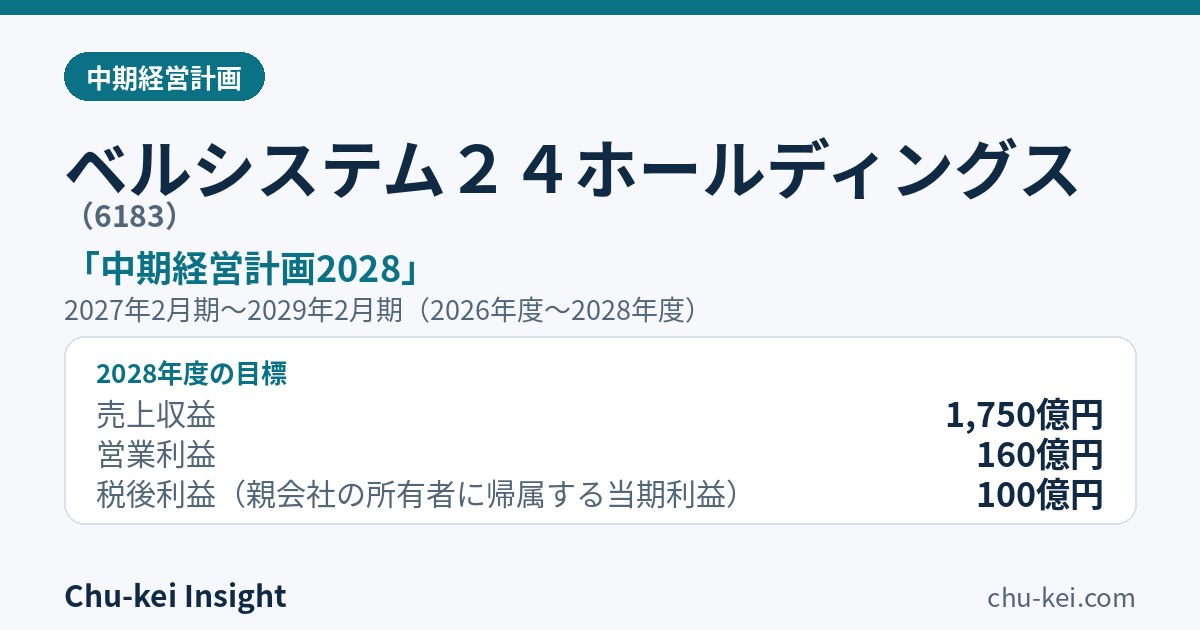 中期経営計画
ベルシステム２４ホールディングス
（6183）
「中期経営計画2028」
2027年2月期～2029年2月期（2026年度～2028年度）
2028年度の目標
売上収益 1,750億円
営業利益 160億円
税後利益（親会社の所有者に帰属する当期利益） 100億円
Chu-kei Insight chu-kei.com